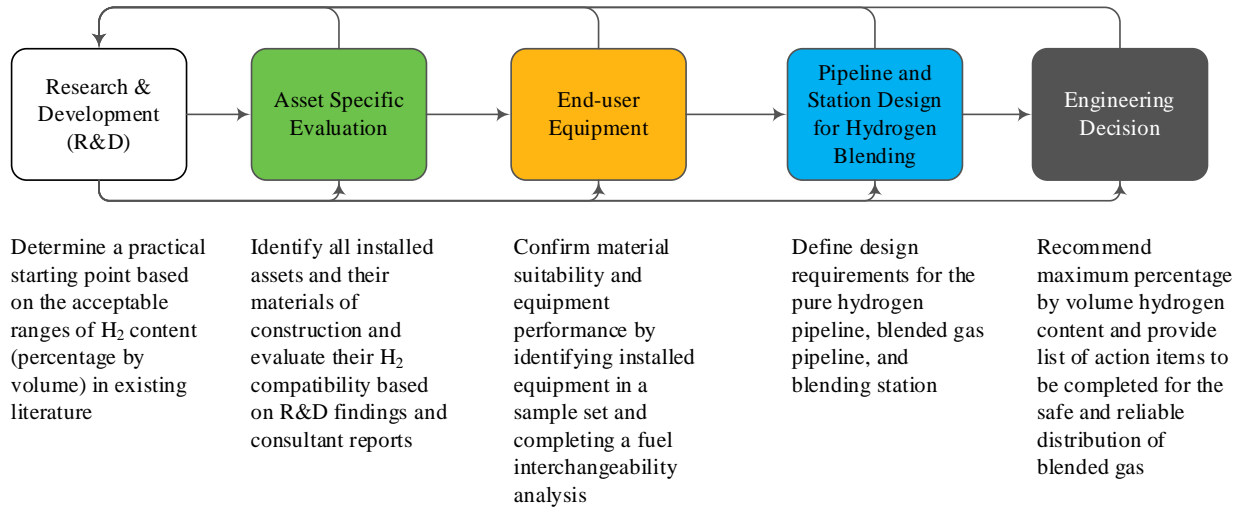 Research &
Development
(R&D)
Asset Specific
Evaluation
End-user
Equipment
Pipeline and
Station Design
for Hydrogen
Blending
Engineering
Decision
Determine a practical
starting point based
on the acceptable
ranges of H₂ content
(percentage by
volume) in existing
literature
Identify all installed
assets and their
materials of
construction and
evaluate their H₂
compatibility based
on R&D findings and
consultant reports
Confirm material
suitability and
equipment
performance by
identifying installed
equipment in a
sample set and
completing a fuel
interchangeability
analysis
Define design
requirements for the
pure hydrogen
pipeline, blended gas
pipeline, and
blending station
Recommend
maximum percentage
by volume hydrogen
content and provide
list of action items to
be completed for the
safe and reliable
distribution of
blended gas